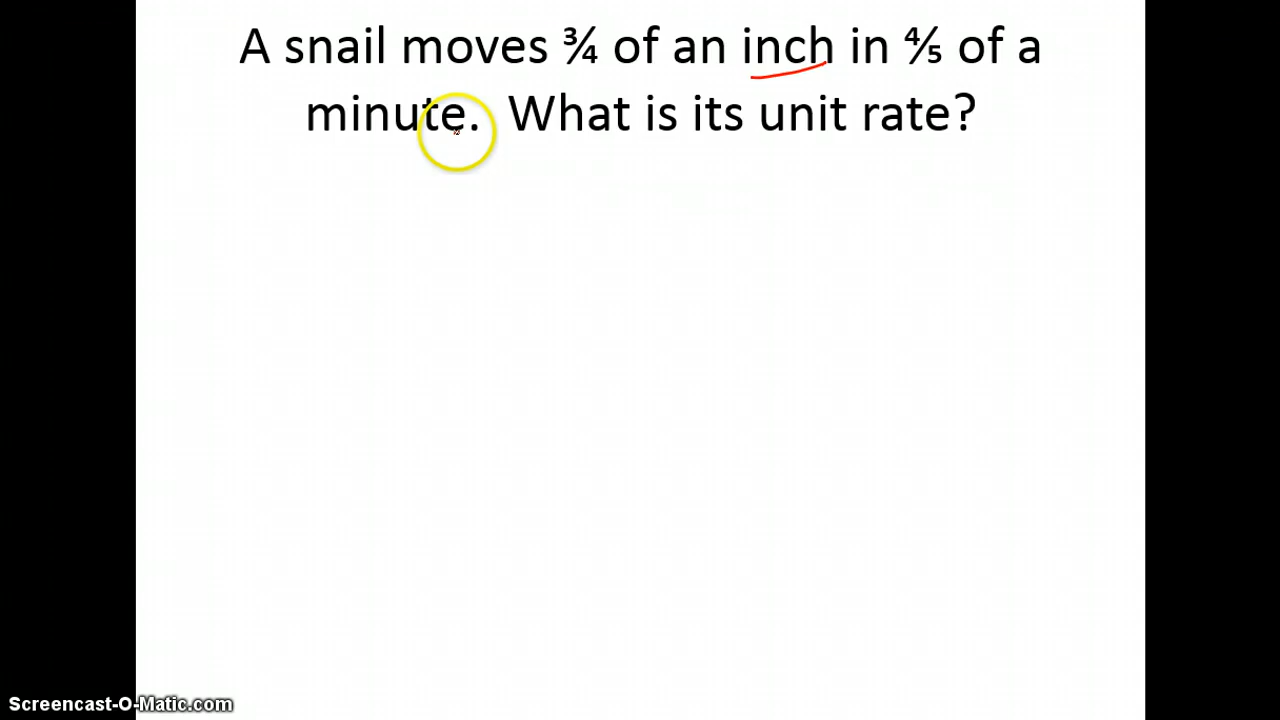 A snail moves ¾ of an inch in ⅘ of a
minute. What is its unit rate?
Screencast-O-Matic.com